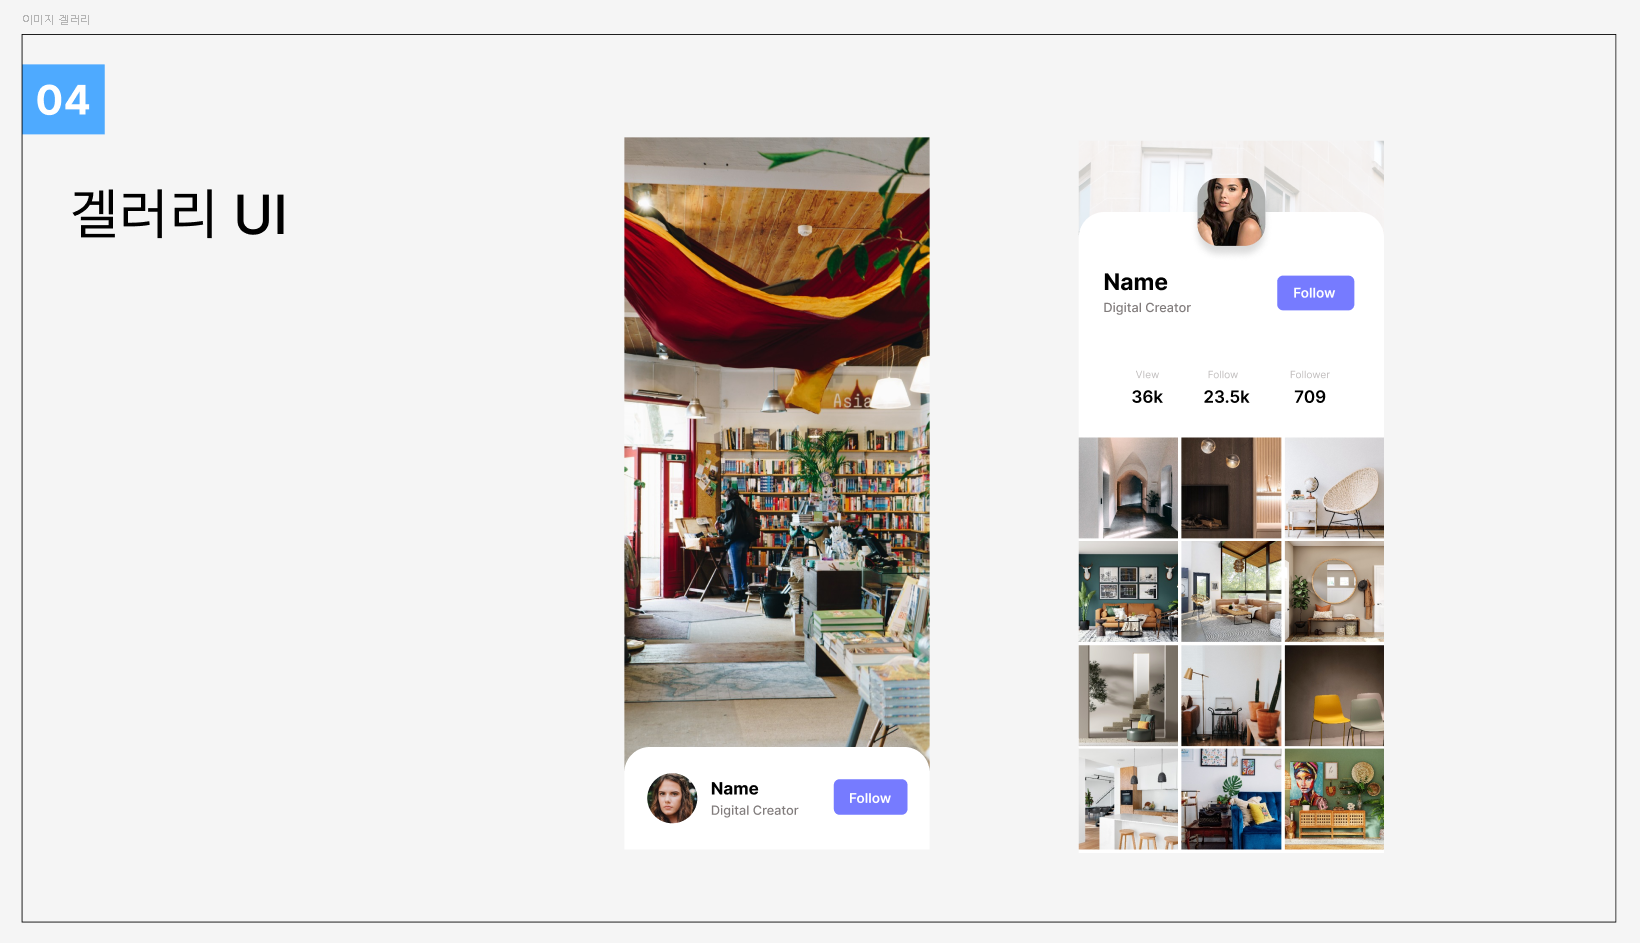 이미지 겔러리
04
겔러리 UI
Asia
Name
Digital Creator
Follow
Name
Digital Creator
Follow
VIew Follow Follower
36k 23.5k 709